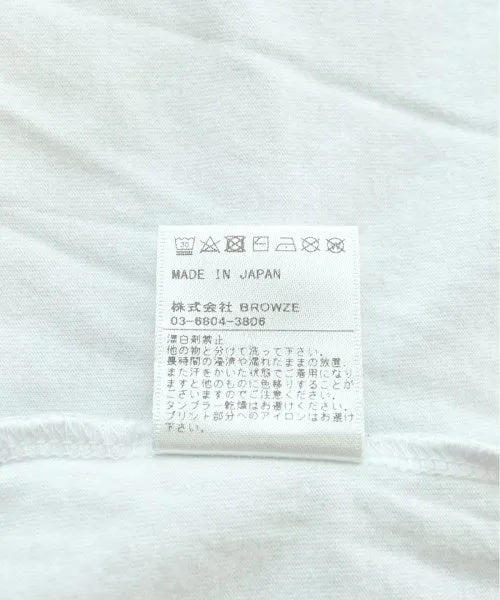 30
MADE IN JAPAN
株式会社 BROWZE
03-6804-3806
漂白剤禁止
他の物と分けて洗って下さい。
長時間の浸漬や濡れたままの放置
また汗をかいた状態でご着用になり
ますと他のものに色移りすることが
ございますのでご注意ください。
タンブラー乾燥はお避けください。
プリント部分へのアイロンはお避け
下さい。